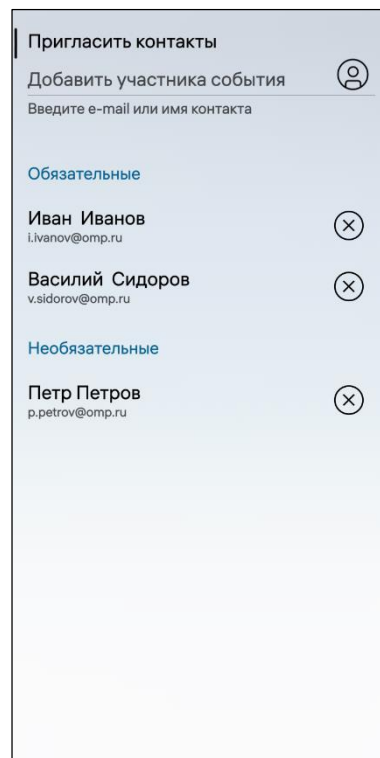 Пригласить контакты
Добавить участника события
Введите e-mail или имя контакта
Обязательные
Иван Иванов
i.ivanov@omp.ru
Василий Сидоров
v.sidorov@omp.ru
Необязательные
Петр Петров
p.petrov@omp.ru